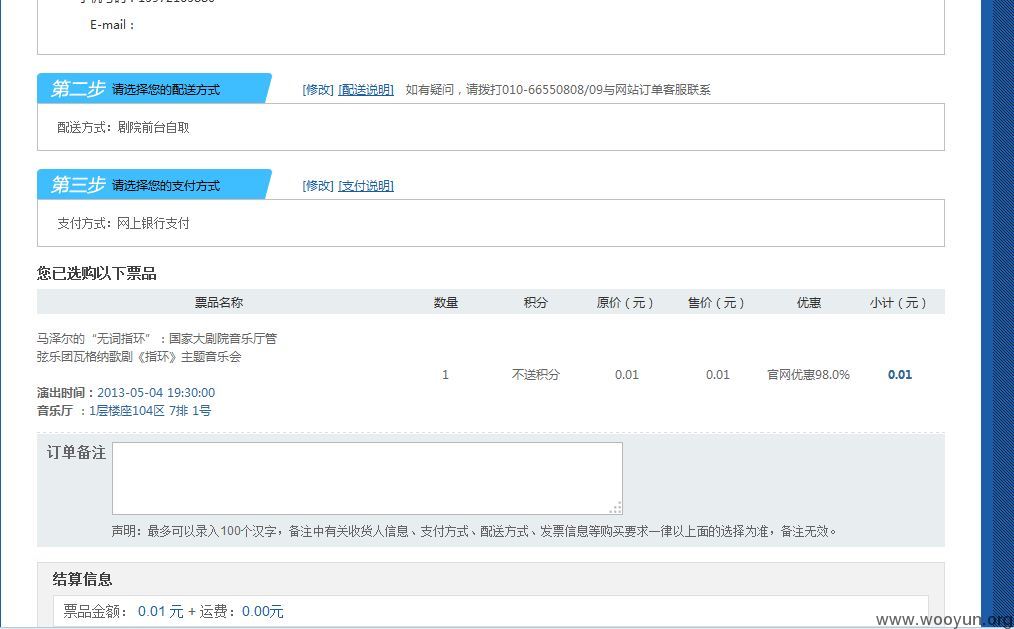 E-mail：
第二步 请选择您的配送方式 [修改] [配送说明] 如有疑问，请拨打010-66550808/09与网站订单客服联系
配送方式：剧院前台自取
第三步 请选择您的支付方式 [修改] [支付说明]
支付方式：网上银行支付
您已选购以下票品
票品名称 数量 积分 原价（元） 售价（元） 优惠 小计（元）
马泽尔的“无词指环”：国家大剧院音乐厅管
弦乐团瓦格纳歌剧《指环》主题音乐会
1 不送积分 0.01 0.01 官网优惠98.0% 0.01
演出时间：2013-05-04 19:30:00
音乐厅 ：1层楼座104区 7排 1号
订单备注
声明：最多可以录入100个汉字，备注中有关收货人信息、支付方式、配送方式、发票信息等购买要求一律以上面的选择为准，备注无效。
结算信息
票品金额： 0.01 元 + 运费：0.00元
www.wooyun.org